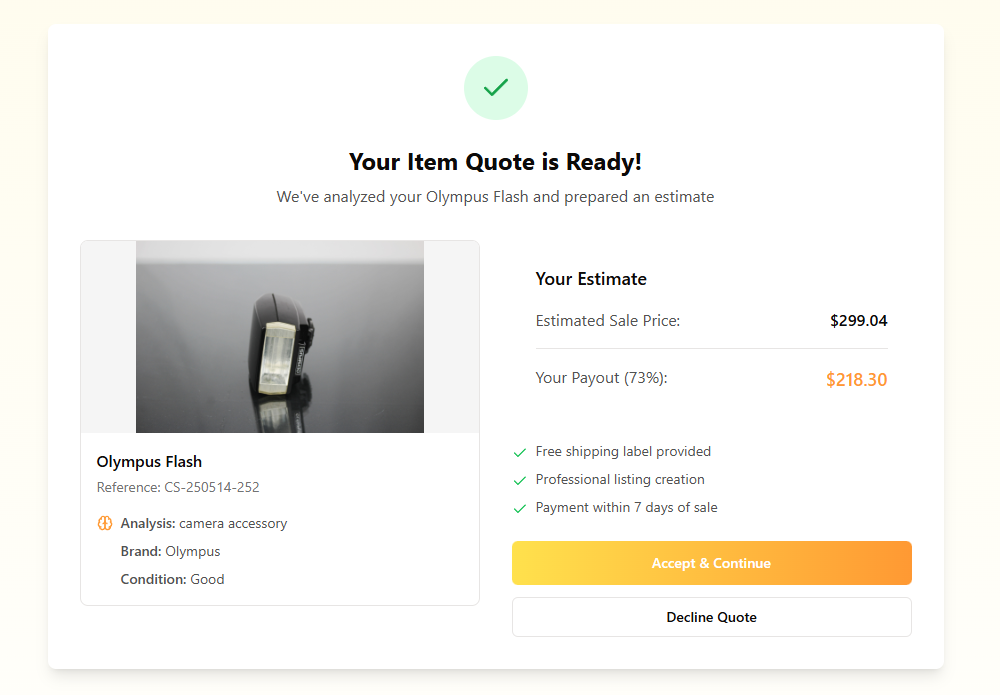 Your Item Quote is Ready!
We've analyzed your Olympus Flash and prepared an estimate
Olympus Flash
Reference: CS-250514-252
Analysis: camera accessory
Brand: Olympus
Condition: Good
Your Estimate
Estimated Sale Price: $299.04
Your Payout (73%): $218.30
Free shipping label provided
Professional listing creation
Payment within 7 days of sale
Accept & Continue
Decline Quote